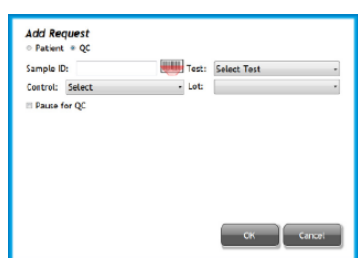 Add Request
Patient QC
Sample ID: Test: Select Test
Control: Select Lot:
Pause for QC
OK Cancel